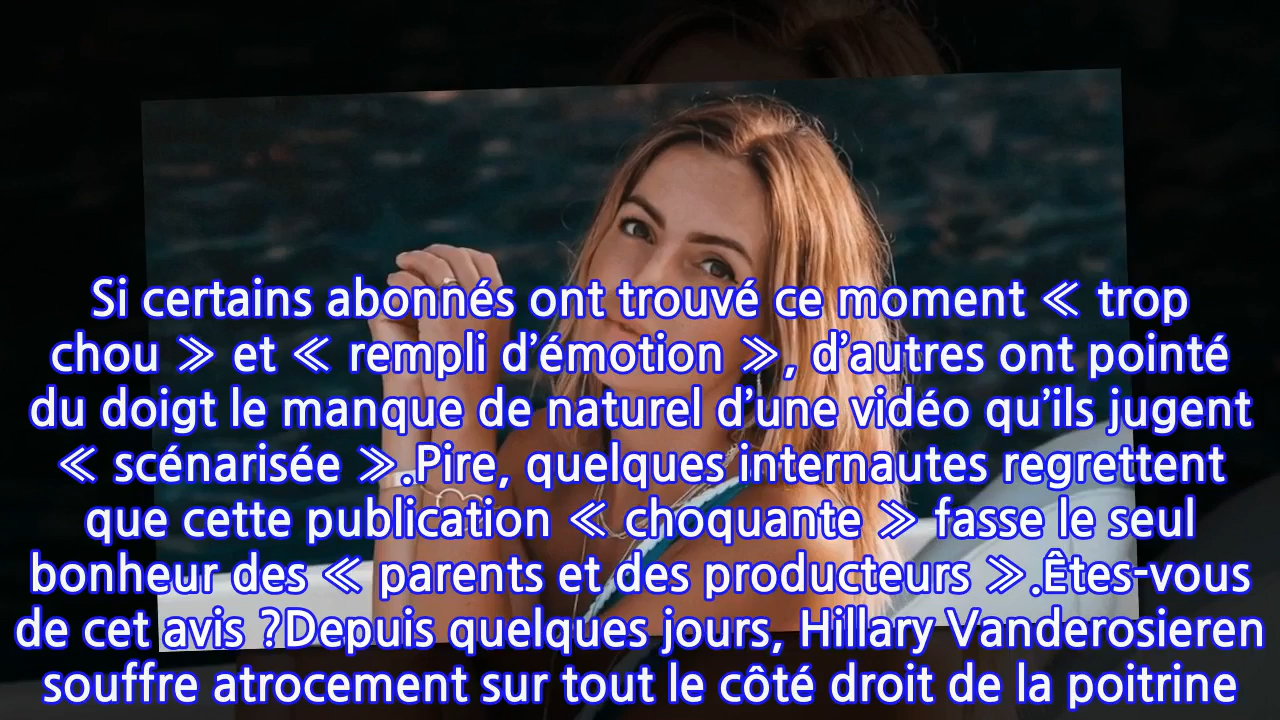 Si certains abonnés ont trouvé ce moment « trop
chou » et « rempli d’émotion », d’autres ont pointé
du doigt le manque de naturel d’une vidéo qu’ils jugent
« scénarisée ».Pire, quelques internautes regrettent
que cette publication « choquante » fasse le seul
bonheur des « parents et des producteurs ».Êtes-vous
de cet avis ?Depuis quelques jours, Hillary Vanderosieren
souffre atrocement sur tout le côté droit de la poitrine